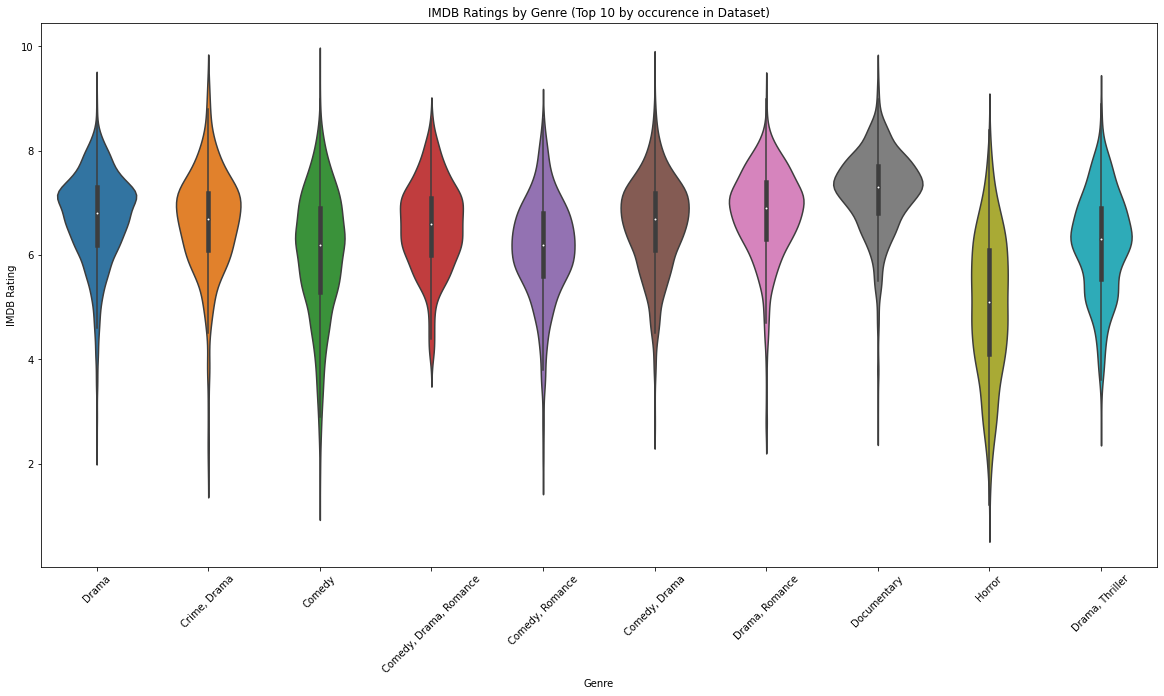 IMDB Ratings by Genre (Top 10 by occurence in Dataset)
10
8
6
4
2
IMDB Rating
Drama
Crime, Drama
Comedy
Comedy, Drama, Romance
Comedy, Romance
Comedy, Drama
Drama, Romance
Documentary
Horror
Drama, Thriller
Genre